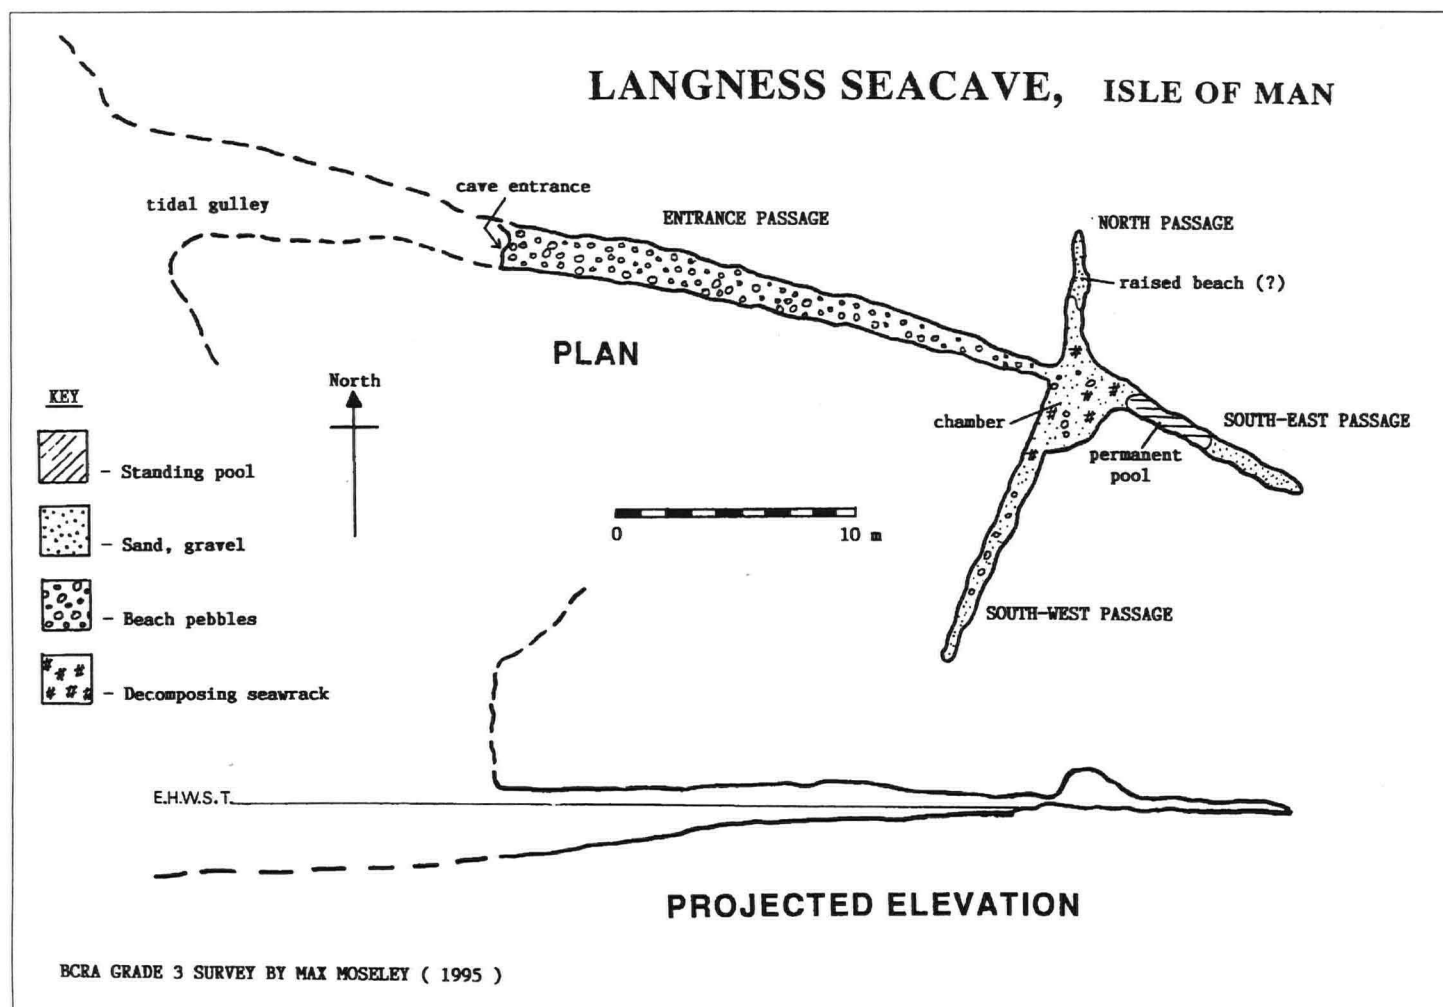 LANGNESS SEACAVE, ISLE OF MAN
cave entrance
tidal gulley
ENTRANCE PASSAGE
NORTH PASSAGE
raised beach (?)
PLAN
North
KEY
chamber
SOUTH-EAST PASSAGE
permanent
pool
- Standing pool
0
10 m
- Sand, gravel
- Beach pebbles
SOUTH-WEST PASSAGE
- Decomposing seawrack
E.H.W.S.T.
PROJECTED ELEVATION
BCRA GRADE 3 SURVEY BY MAX MOSELEY ( 1995 )